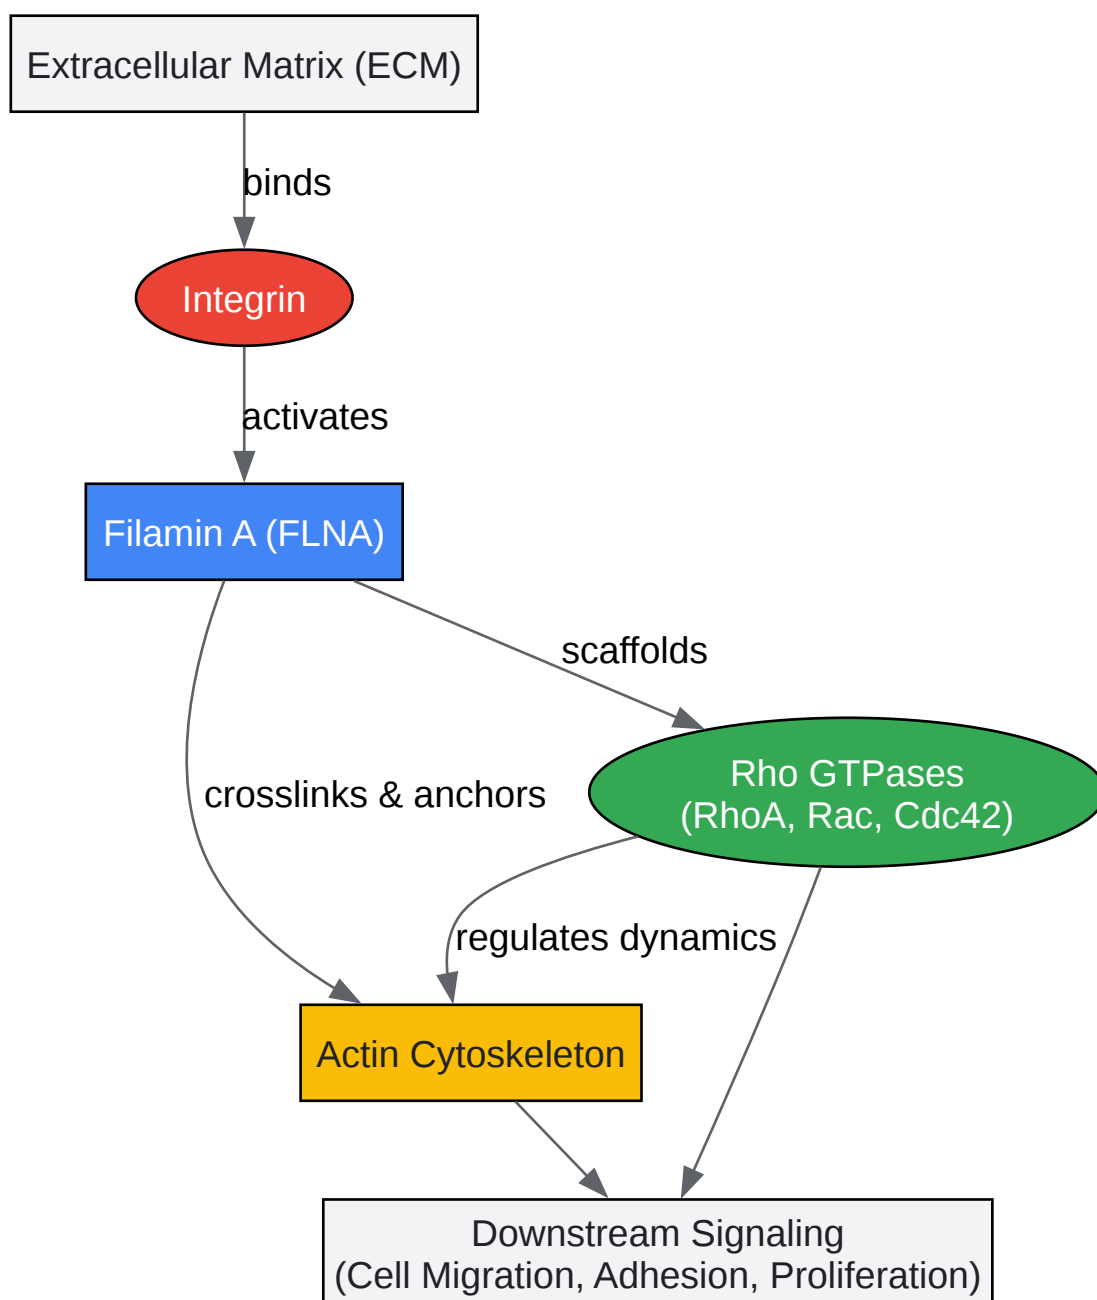 Extracellular Matrix (ECM)
binds
Integrin
activates
Filamin A (FLNA)
scaffolds
Rho GTPases
(RhoA, Rac, Cdc42)
crosslinks & anchors
regulates dynamics
Actin Cytoskeleton
Downstream Signaling
(Cell Migration, Adhesion, Proliferation)